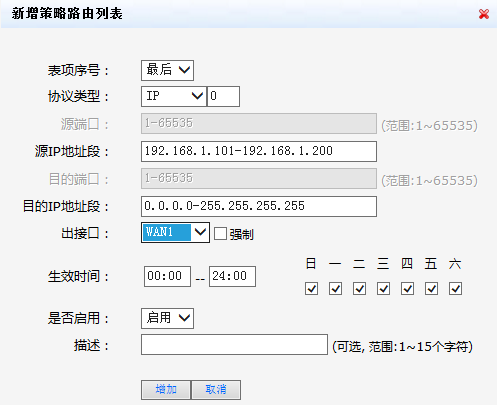 新增策略路由列表
表项序号： 最后
协议类型： IP 0
源端口： 1-65535 (范围:1~65535)
源IP地址段： 192.168.1.101-192.168.1.200
目的端口： 1-65535 (范围:1~65535)
目的IP地址段： 0.0.0.0-255.255.255.255
出接口： WAN1 强制
日 一 二 三 四 五 六
生效时间： 00:00 -- 24:00
是否启用： 启用
描述： (可选, 范围:1~15个字符)
增加 取消